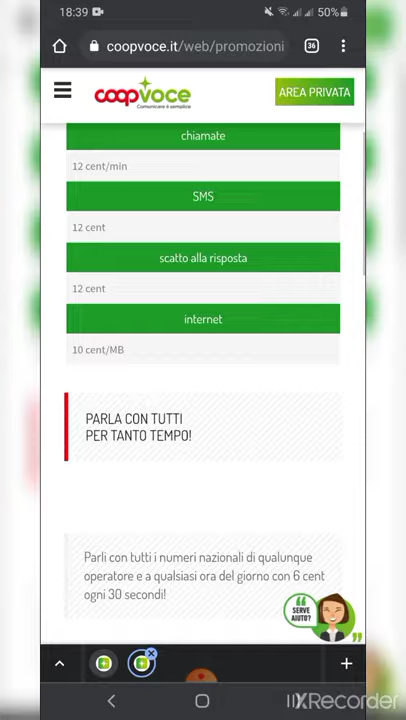 18:39
50%
coopvoce.it/web/promozioni
36
coopvoce
Comunicare è semplice
AREA PRIVATA
chiamate
12 cent/min
SMS
12 cent
scatto alla risposta
12 cent
internet
10 cent/MB
PARLA CON TUTTI
PER TANTO TEMPO!
Parli con tutti i numeri nazionali di qualunque
operatore e a qualsiasi ora del giorno con 6 cent
ogni 30 secondi!
SERVE
AIUTO?
XRecorder